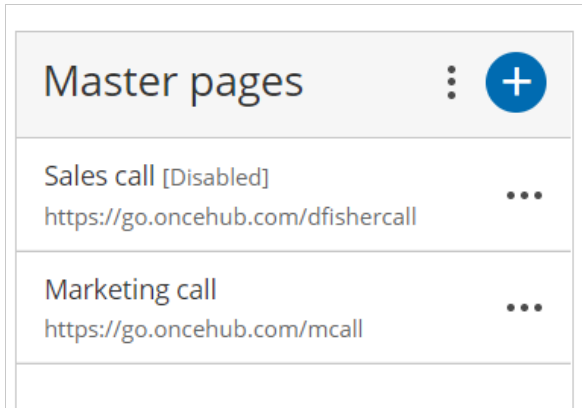 Master pages
Sales call [Disabled]
https://go.oncehub.com/dfishercall
Marketing call
https://go.oncehub.com/mcall